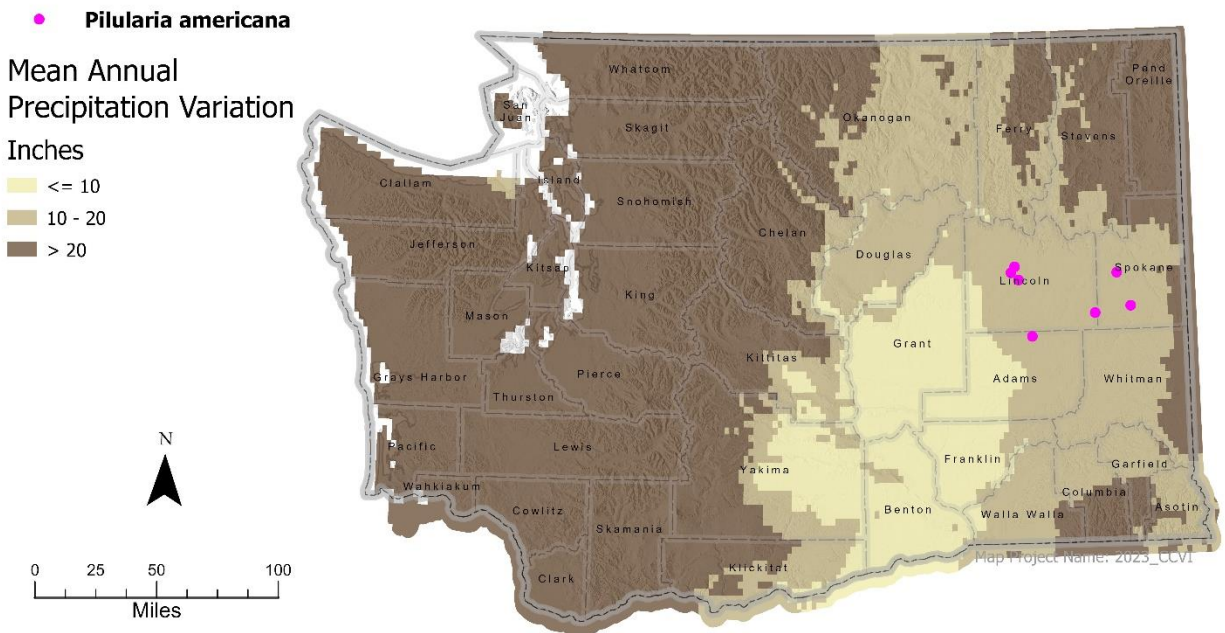 Pilularia americana
Mean Annual
Precipitation Variation
Inches
<= 10
10 - 20
> 20
N
0 25 50 100
Miles
Whatcom
Pend
Oreille
San
Juan
Okanogan
Ferry
Stevens
Skagit
Clallam
Island
Snohomish
Chelan
Jefferson
Douglas
Kitsap
Lincoln
Spokane
King
Mason
Grant
Kittitas
Grays Harbor
Pierce
Adams
Whitman
Thurston
Pacific
Lewis
Yakima
Franklin
Garfield
Wahkiakum
Columbia
Cowlitz
Benton
Walla Walla
Asotin
Skamania
Map Project Name: 2023_CCVI
Klickitat
Clark